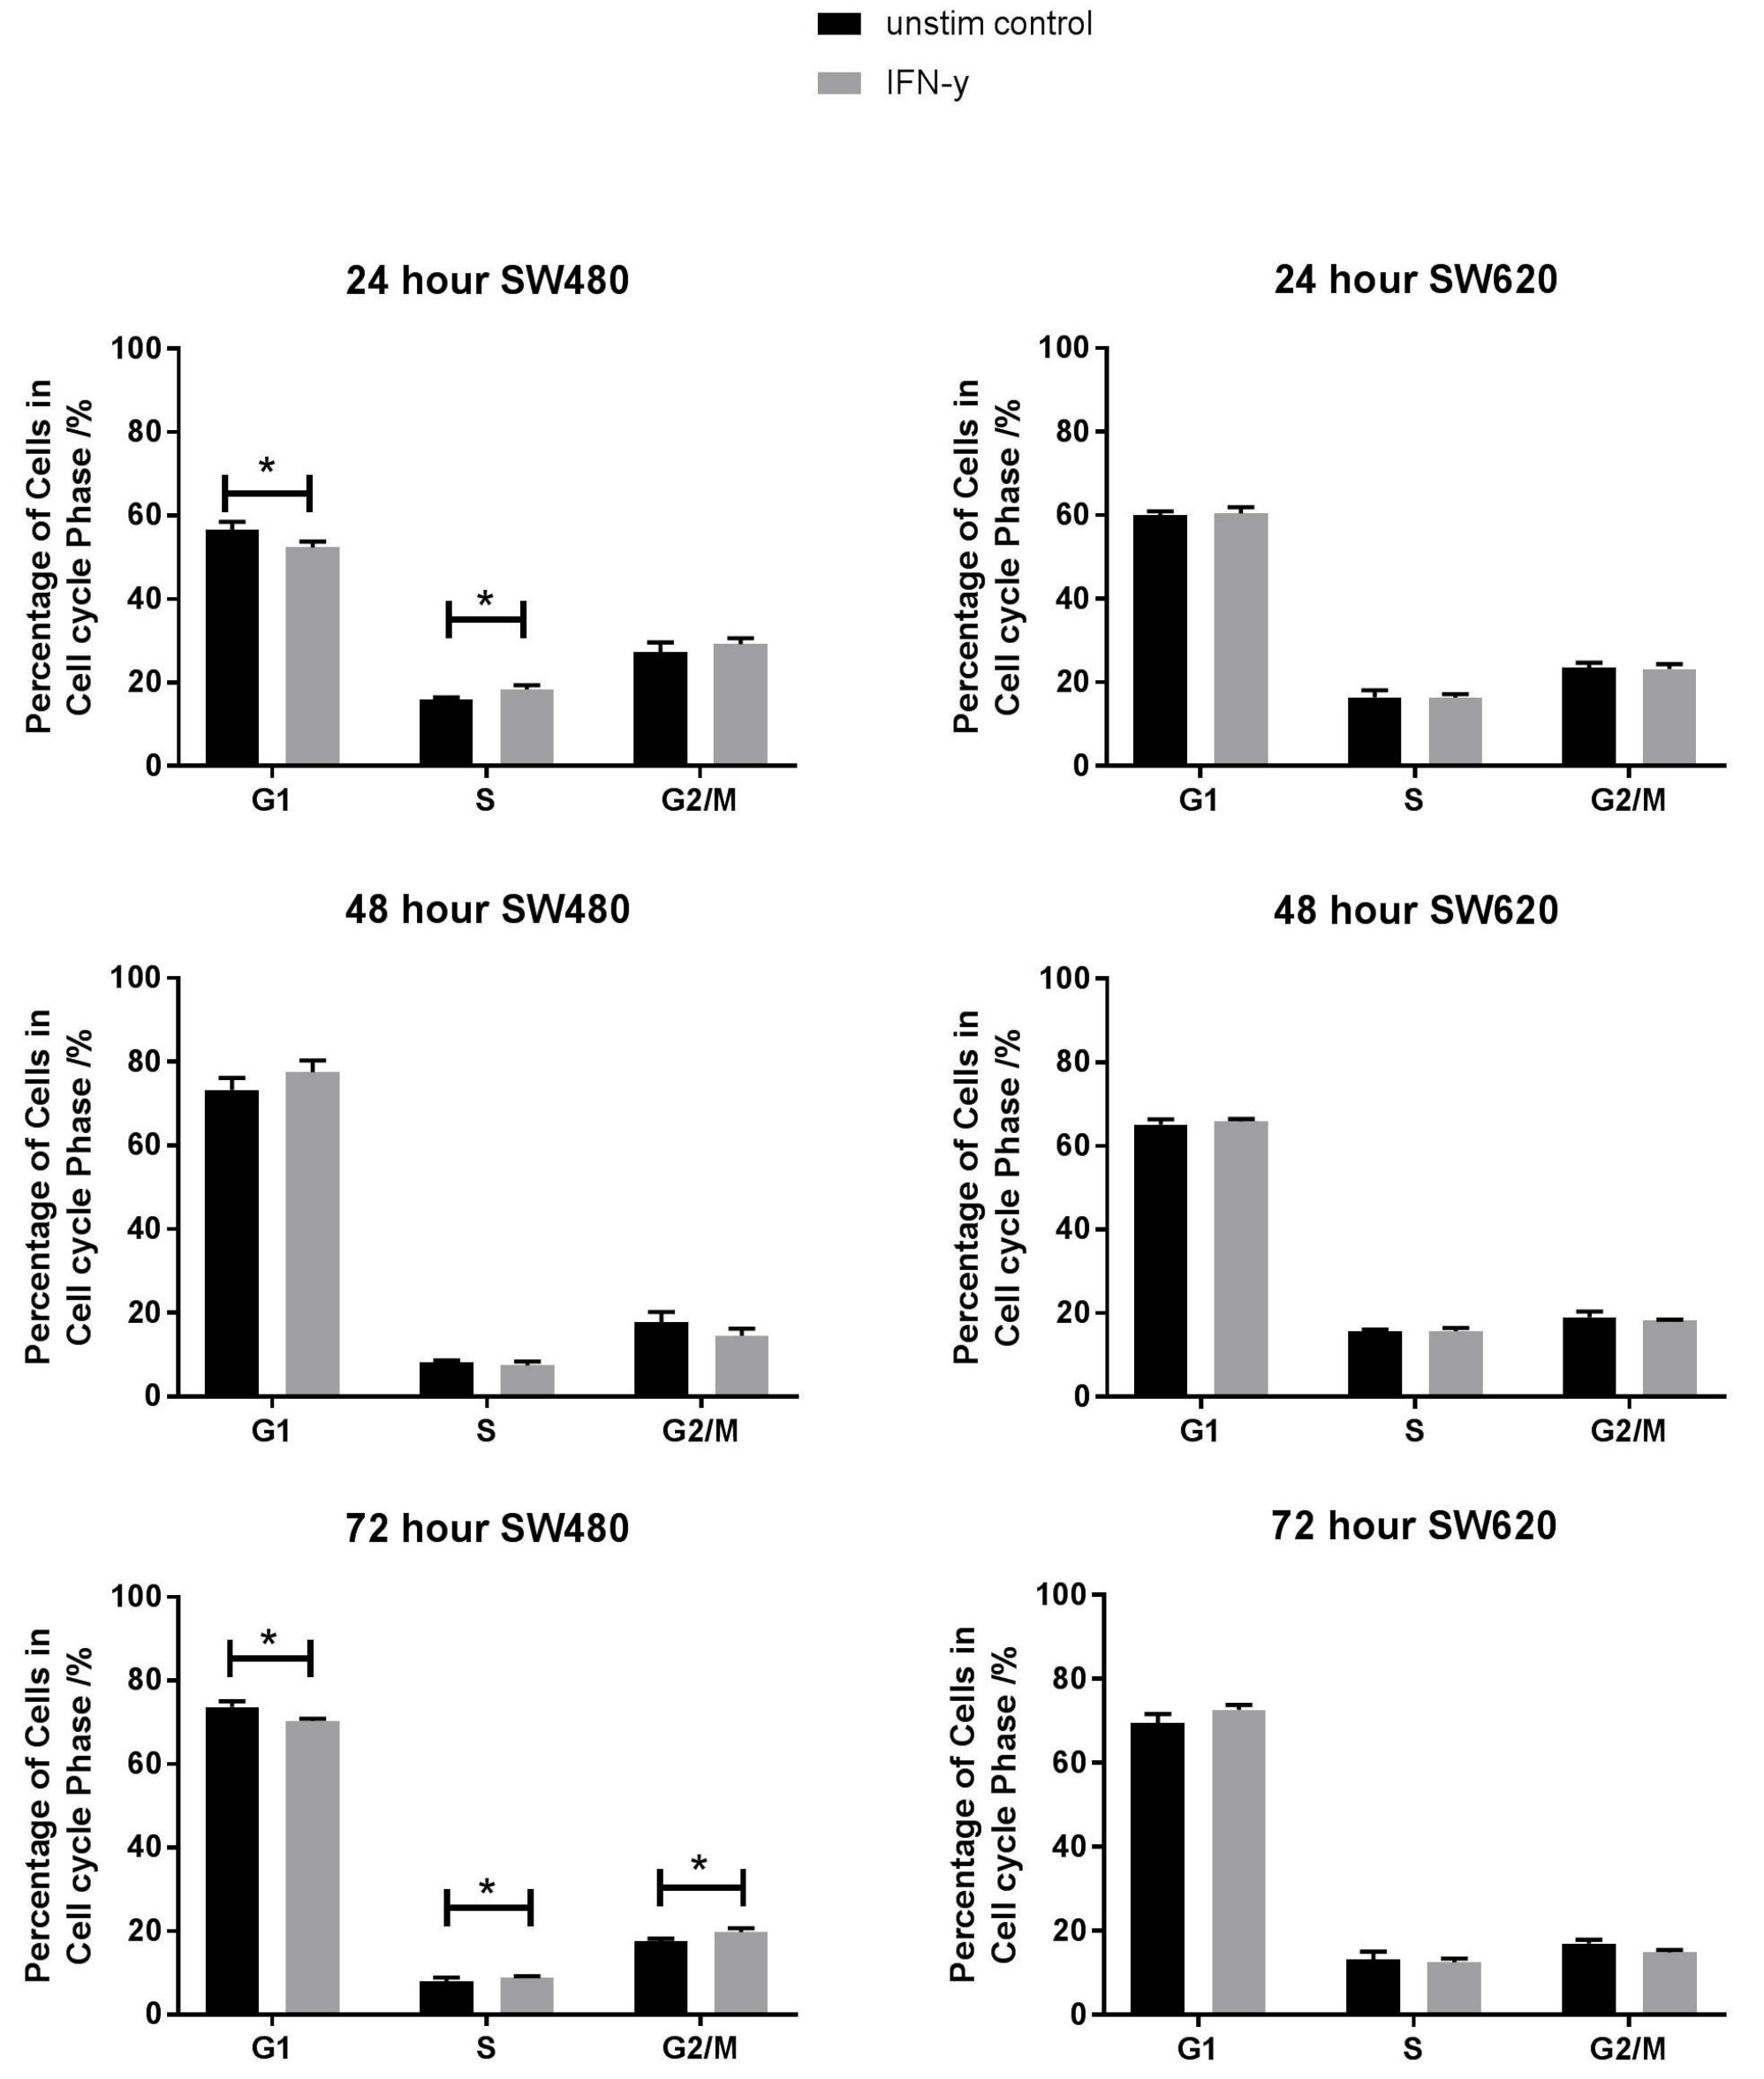 unstim control
IFN-y
24 hour SW480
Percentage of Cells in
Cell cycle Phase /%
100
80
60
40
20
0
*
*
G1
S
G2/M
24 hour SW620
Percentage of Cells in
Cell cycle Phase /%
100
80
60
40
20
0
G1
S
G2/M
48 hour SW480
Percentage of Cells in
Cell cycle Phase /%
100
80
60
40
20
0
G1
S
G2/M
48 hour SW620
Percentage of Cells in
Cell cycle Phase /%
100
80
60
40
20
0
G1
S
G2/M
72 hour SW480
Percentage of Cells in
Cell cycle Phase /%
100
80
60
40
20
0
*
*
*
G1
S
G2/M
72 hour SW620
Percentage of Cells in
Cell cycle Phase /%
100
80
60
40
20
0
G1
S
G2/M